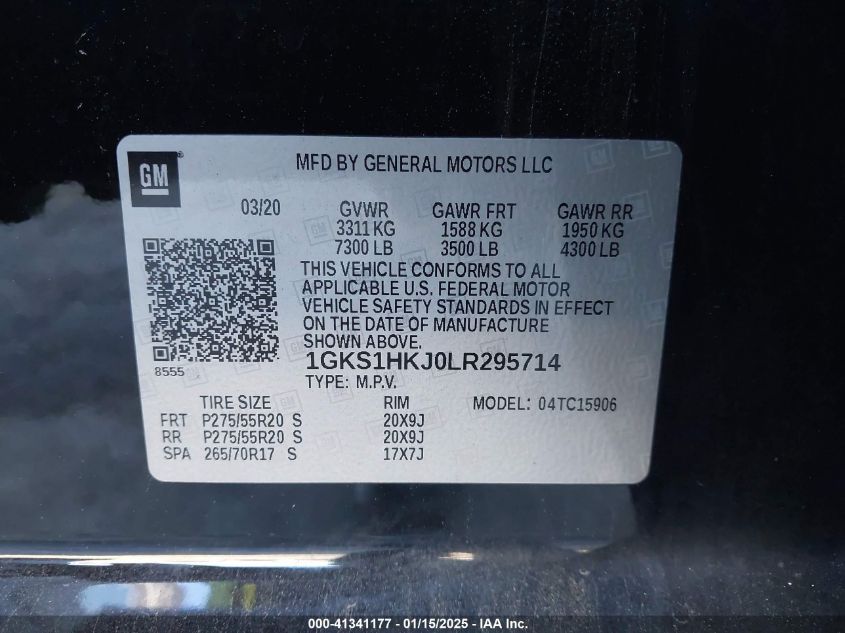 GM
MFD BY GENERAL MOTORS LLC
03/20 GVWR GAWR FRT GAWR RR
3311 KG 1588 KG 1950 KG
7300 LB 3500 LB 4300 LB
THIS VEHICLE CONFORMS TO ALL
APPLICABLE U.S. FEDERAL MOTOR
VEHICLE SAFETY STANDARDS IN EFFECT
ON THE DATE OF MANUFACTURE
SHOWN ABOVE.
8555
1GKS1HKJ0LR295714
TYPE: M.P.V.
TIRE SIZE RIM MODEL: 04TC15906
FRT P275/55R20 S 20X9J
RR P275/55R20 S 20X9J
SPA 265/70R17 S 17X7J
000-41341177 - 01/15/2025 - IAA Inc.